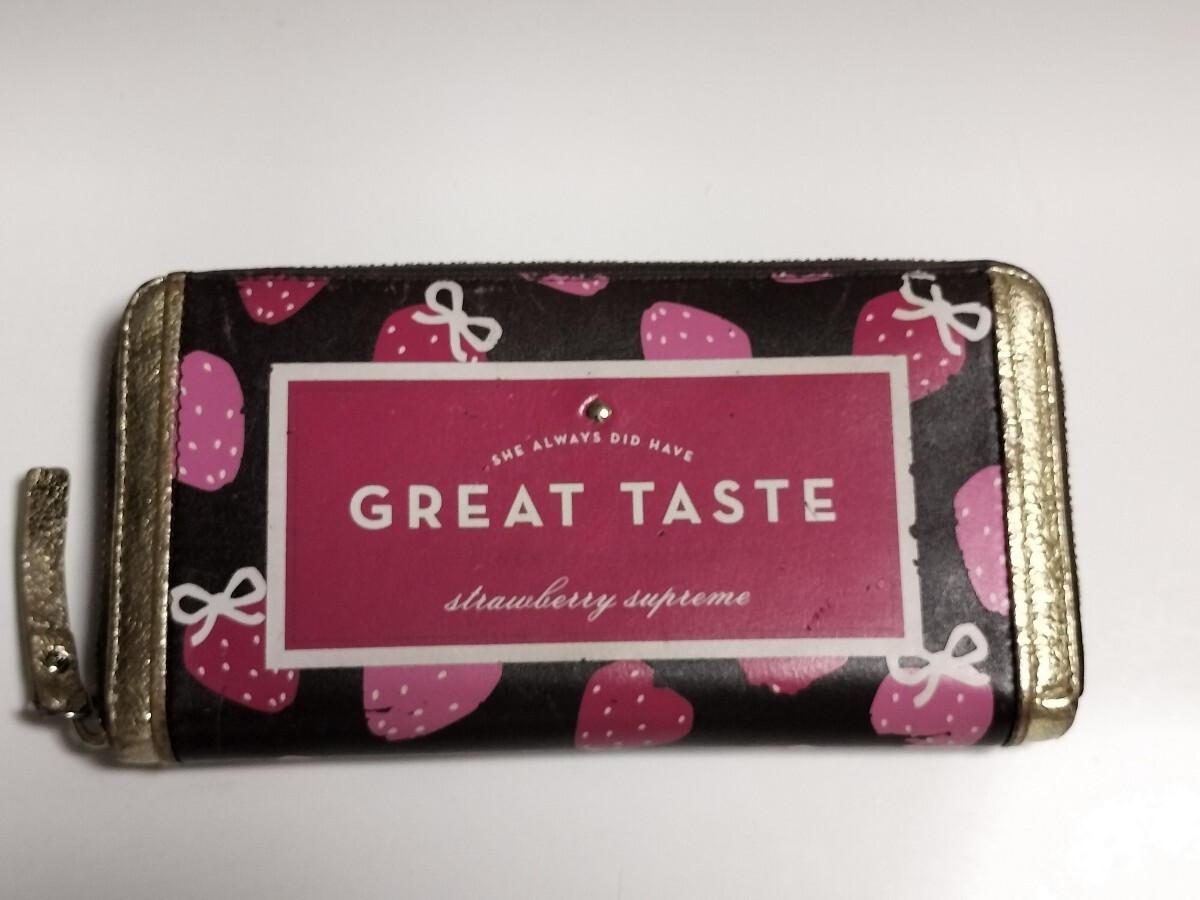 SHE ALWAYS DID HAVE
GREAT TASTE
strawberry supreme